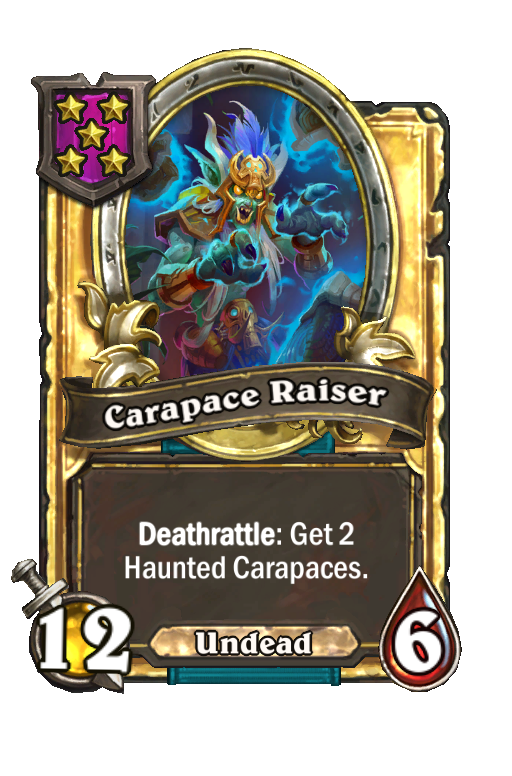 Carapace Raiser
Deathrattle: Get 2
Haunted Carapaces.
12
Undead
6